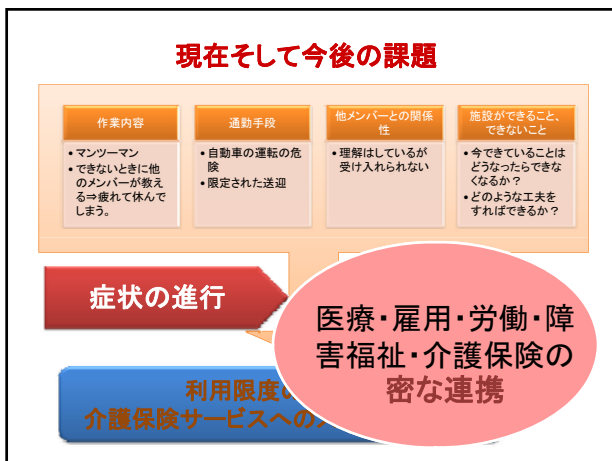 現在そして今後の課題
作業内容
•マンツーマン
•できないときに他
のメンバーが教え
る⇒疲れて休んで
しまう。
通勤手段
•自動車の運転の危
険
•限定された送迎
他メンバーとの関係
性
•理解はしているが
受け入れられない
施設ができること、
できないこと
•今できていることは
どうなったらできな
くなるか？
•どのような工夫を
すればできるか？
症状の進行
医療・雇用・労働・障
害福祉・介護保険の
密な連携
利用限度の
介護保険サービスへの